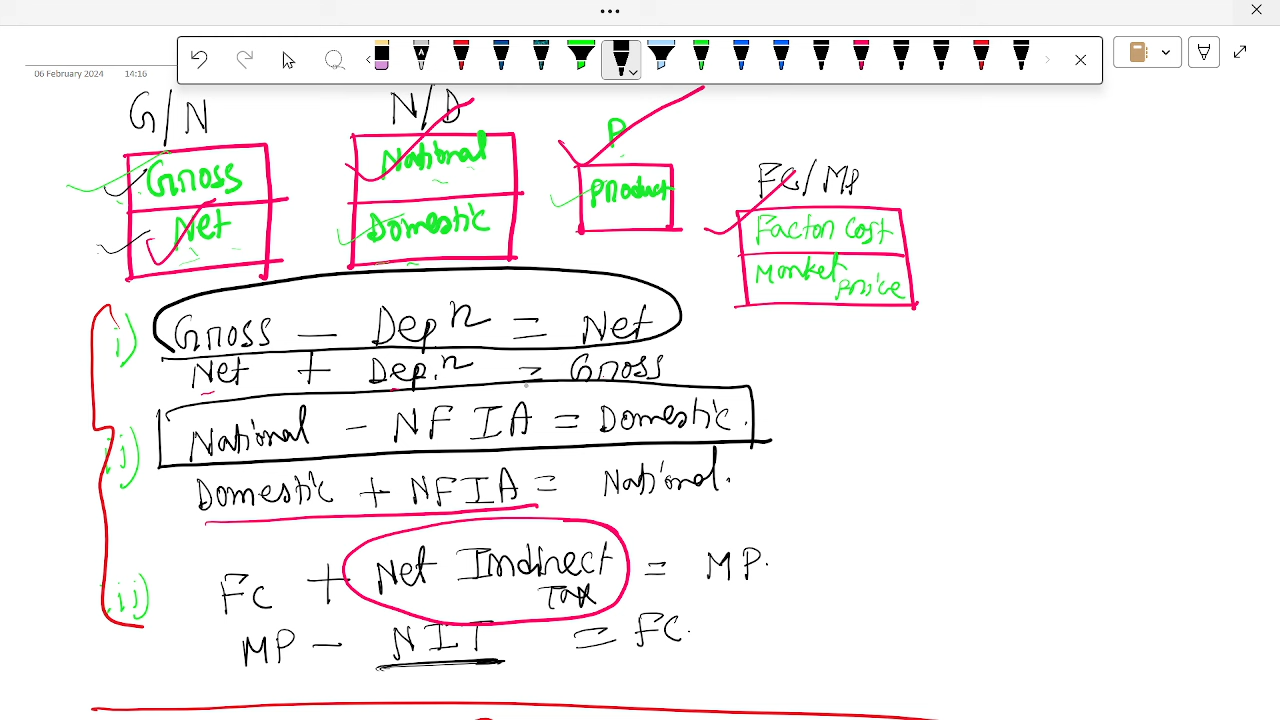 06 February 2024 14:16
G/N N/D P FC/MP
Gross National Product Factor Cost
Net Domestic Market Price
i) Gross - Depn = Net
Net + Dep.n = Gross
ii) National - NFIA = Domestic.
Domestic + NFIA = National.
iii) FC + Net Indirect Tax = MP.
MP - NIT = FC.